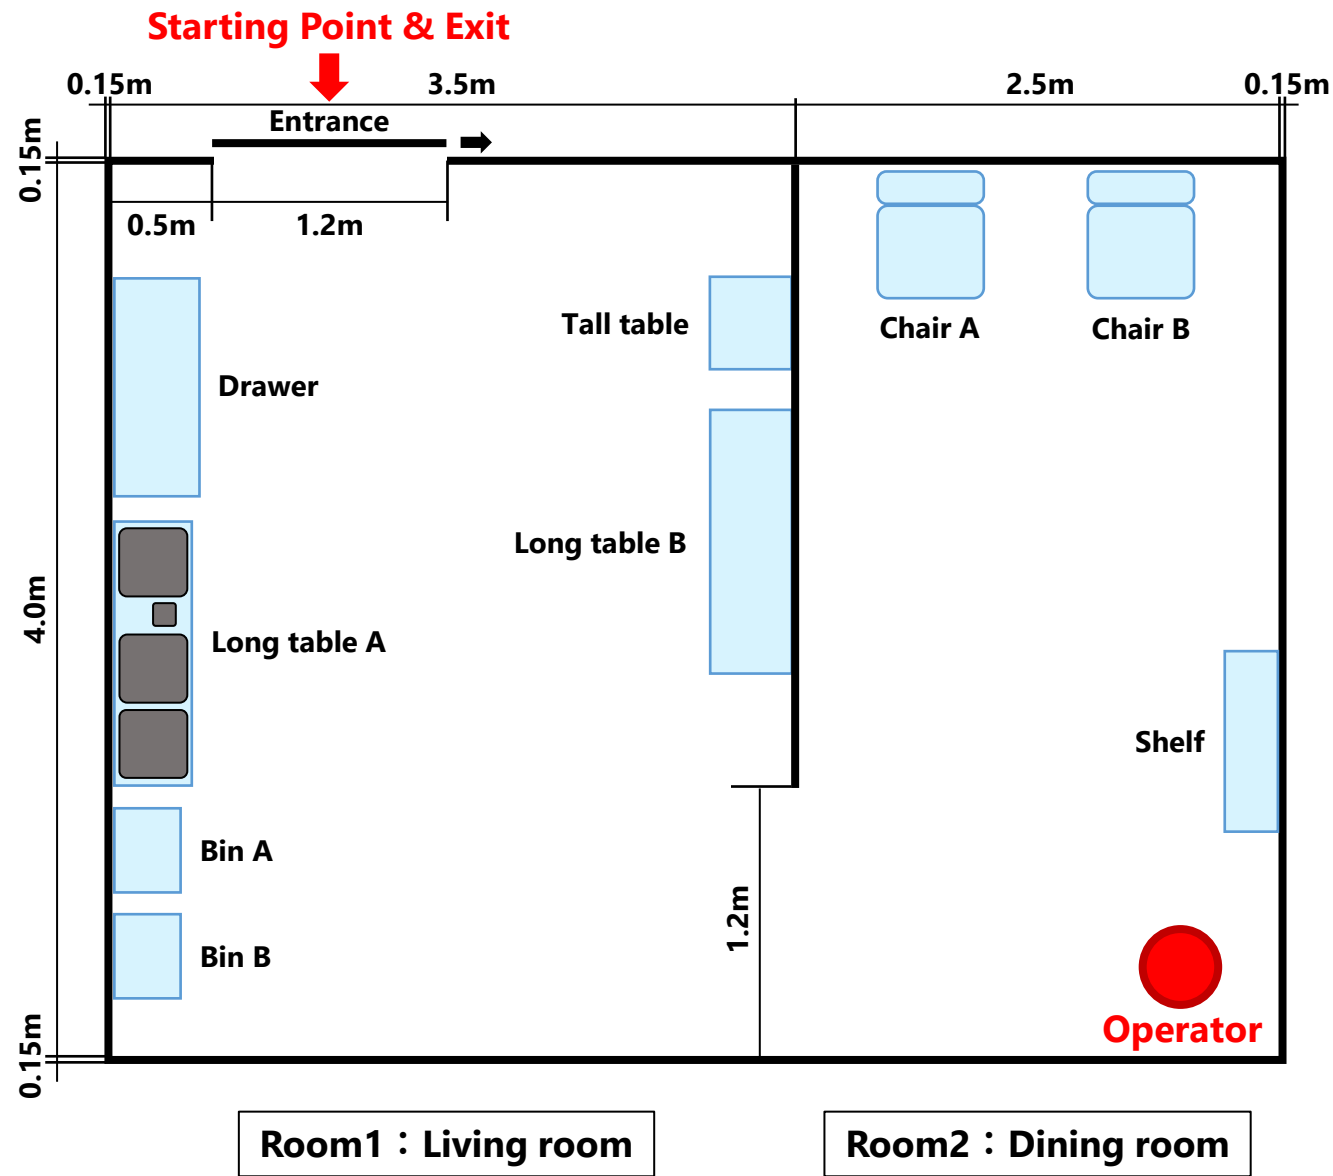 Starting Point & Exit
0.15m
3.5m
2.5m
0.15m
Entrance
0.15m
0.5m
1.2m
Tall table
Chair A
Chair B
Drawer
Long table B
4.0m
Long table A
Shelf
Bin A
1.2m
Bin B
Operator
0.15m
Room1：Living room
Room2：Dining room